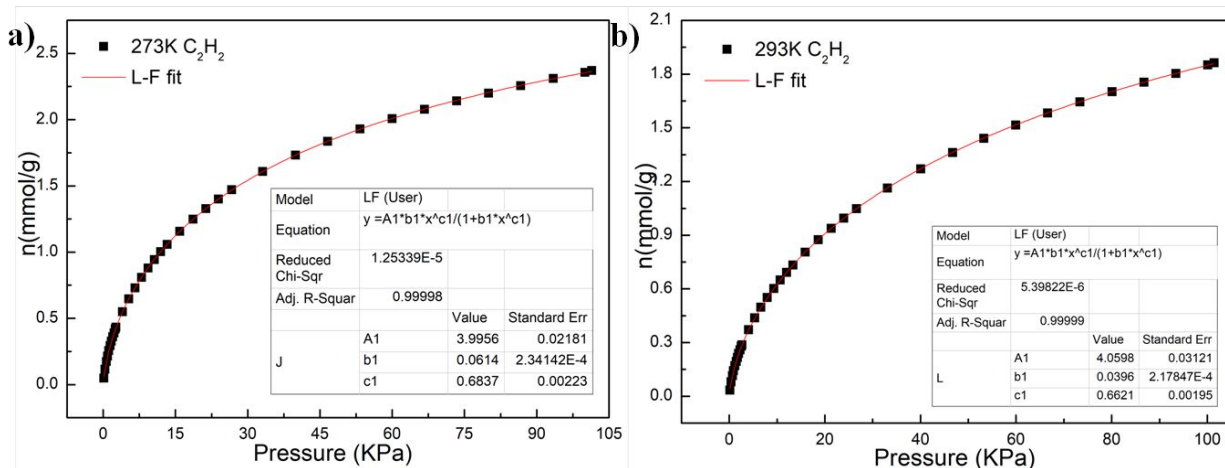 a)
273K C₂H₂
L-F fit
n(mmol/g)
2.5
2.0
1.5
1.0
0.5
0.0
0 15 30 45 60 75 90 105
Pressure (KPa)
Model LF (User)
Equation y =A1*b1*x^c1/(1+b1*x^c1)
Reduced Chi-Sqr 1.25339E-5
Adj. R-Squar 0.99998
Value Standard Err
J A1 3.9956 0.02181
b1 0.0614 2.34142E-4
c1 0.6837 0.00223
b)
293K C₂H₂
L-F fit
n(mmol/g)
2.1
1.8
1.5
1.2
0.9
0.6
0.3
0.0
0 20 40 60 80 100
Pressure (KPa)
Model LF (User)
Equation y =A1*b1*x^c1/(1+b1*x^c1)
Reduced Chi-Sqr 5.39822E-6
Adj. R-Squar 0.99999
Value Standard Err
L A1 4.0598 0.03121
b1 0.0396 2.17847E-4
c1 0.6621 0.00195